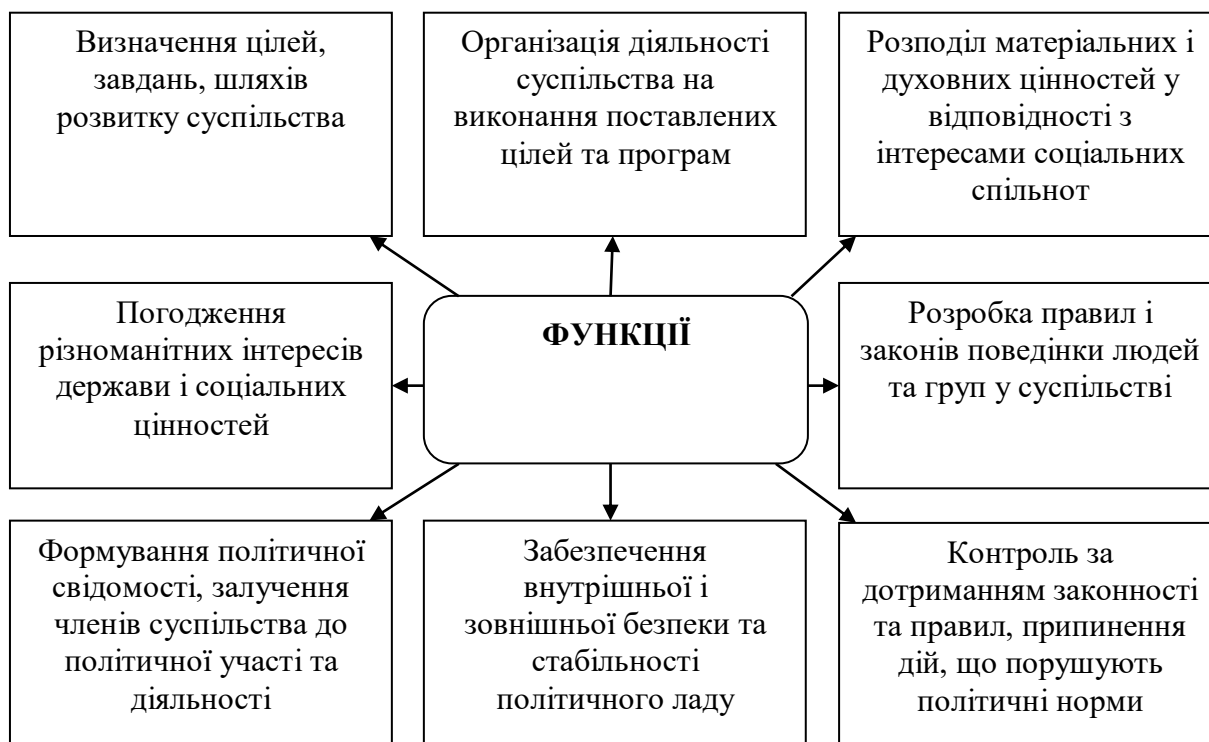 Визначення цілей,
завдань, шляхів
розвитку суспільства
Організація діяльності
суспільства на
виконання поставлених
цілей та програм
Розподіл матеріальних і
духовних цінностей у
відповідності з
інтересами соціальних
спільнот
Погодження
різноманітних інтересів
держави і соціальних
цінностей
ФУНКЦІЇ
Розробка правил і
законів поведінки людей
та груп у суспільстві
Формування політичної
свідомості, залучення
членів суспільства до
політичної участі та
діяльності
Забезпечення
внутрішньої і
зовнішньої безпеки та
стабільності
політичного ладу
Контроль за
дотриманням законності
та правил, припинення
дій, що порушують
політичні норми